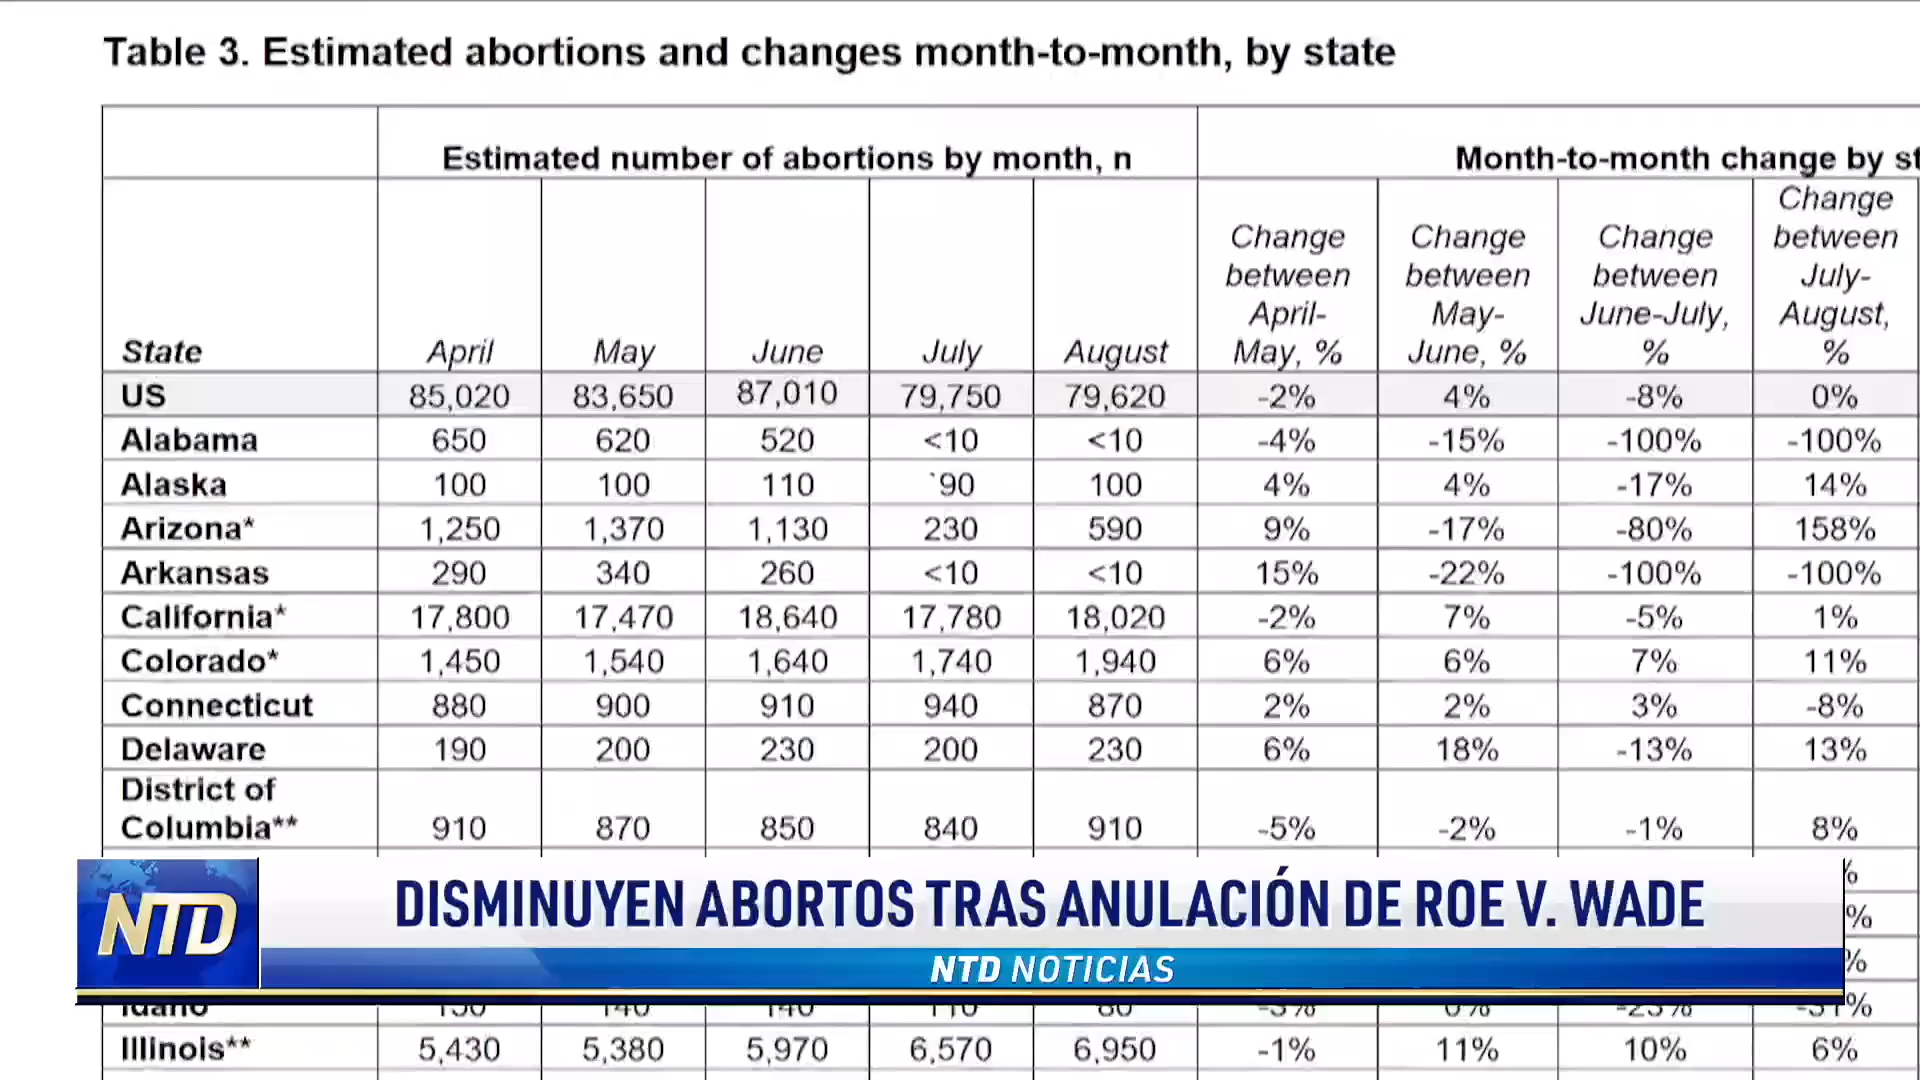 Table 3. Estimated abortions and changes month-to-month, by state
Estimated number of abortions by month, n Month-to-month change by
State April May June July August Change between April-May, % Change between May-June, % Change between June-July, % Change between July-August, %
US 85,020 83,650 87,010 79,750 79,620 -2% 4% -8% 0%
Alabama 650 620 520 <10 <10 -4% -15% -100% -100%
Alaska 100 100 110 `90 100 4% 4% -17% 14%
Arizona* 1,250 1,370 1,130 230 590 9% -17% -80% 158%
Arkansas 290 340 260 <10 <10 15% -22% -100% -100%
California* 17,800 17,470 18,640 17,780 18,020 -2% 7% -5% 1%
Colorado* 1,450 1,540 1,640 1,740 1,940 6% 6% 7% 11%
Connecticut 880 900 910 940 870 2% 2% 3% -8%
Delaware 190 200 230 200 230 6% 18% -13% 13%
District of
Columbia** 910 870 850 840 910 -5% -2% -1% 8%
NTD
DISMINUYEN ABORTOS TRAS ANULACIÓN DE ROE V. WADE
NTD NOTICIAS
Idaho
Illinois** 5,430 5,380 5,970 6,570 6,950 -1% 11% 10% 6%